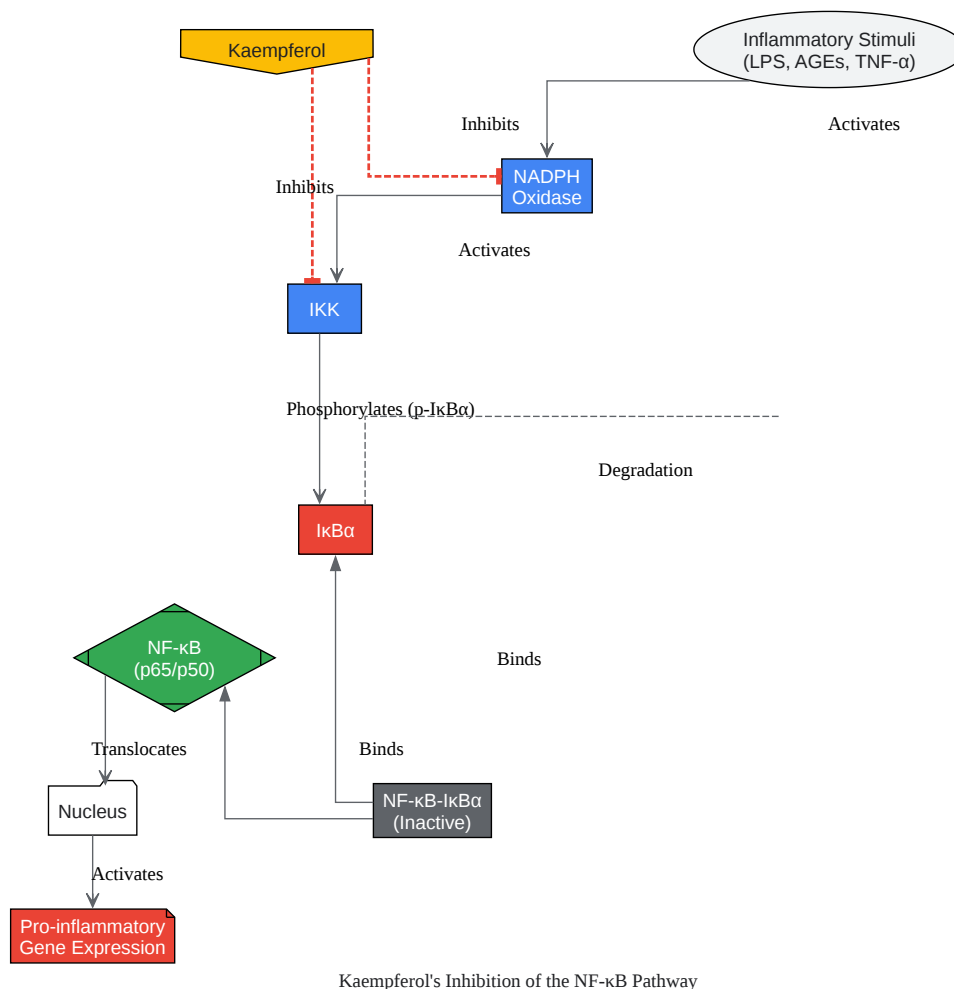 Kaempferol
Inflammatory Stimuli
(LPS, AGEs, TNF-α)
Inhibits
Activates
NADPH
Oxidase
Inhibits
Activates
IKK
Phosphorylates (p-IκBα)
Degradation
IκBα
NF-κB
(p65/p50)
Binds
Translocates
Binds
NF-κB-IκBα
(Inactive)
Nucleus
Activates
Pro-inflammatory
Gene Expression
Kaempferol's Inhibition of the NF-κB Pathway